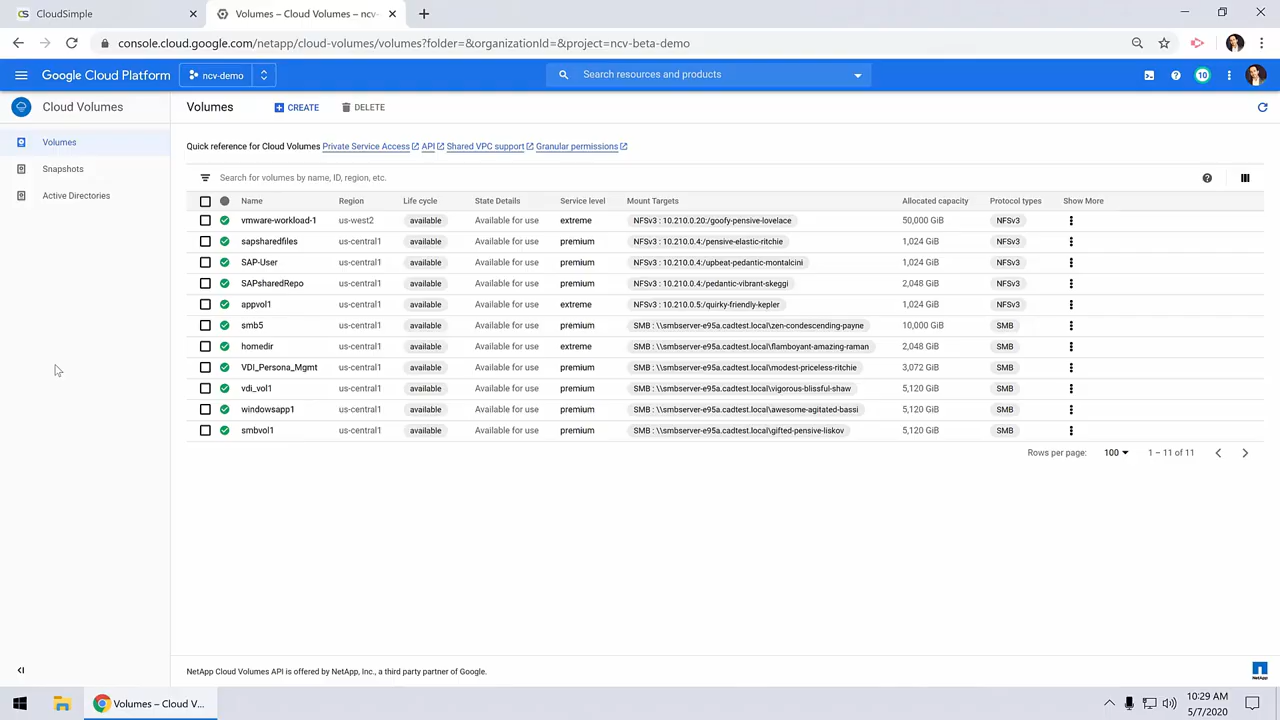 CloudSimple
Volumes – Cloud Volumes – ncv-
console.cloud.google.com/netapp/cloud-volumes/volumes?folder=&organizationId=&project=ncv-beta-demo
Google Cloud Platform
ncv-demo
Search resources and products
10
Cloud Volumes
Volumes
CREATE
DELETE
Volumes
Snapshots
Active Directories
Quick reference for Cloud Volumes Private Service Access API Shared VPC support Granular permissions
Search for volumes by name, ID, region, etc.
Name Region Life cycle State Details Service level Mount Targets Allocated capacity Protocol types Show More
vmware-workload-1 us-west2 available Available for use extreme NFSv3 : 10.210.0.20:/goofy-pensive-lovelace 50,000 GiB NFSv3
sapsharedfiles us-central1 available Available for use premium NFSv3 : 10.210.0.4:/pensive-elastic-ritchie 1,024 GiB NFSv3
SAP-User us-central1 available Available for use premium NFSv3 : 10.210.0.4:/upbeat-pedantic-montalcini 1,024 GiB NFSv3
SAPsharedRepo us-central1 available Available for use premium NFSv3 : 10.210.0.4:/pedantic-vibrant-skeggi 2,048 GiB NFSv3
appvol1 us-central1 available Available for use extreme NFSv3 : 10.210.0.5:/quirky-friendly-kepler 1,024 GiB NFSv3
smb5 us-central1 available Available for use premium SMB : \\smbserver-e95a.cadtest.local\zen-condescending-payne 10,000 GiB SMB
homedir us-central1 available Available for use extreme SMB : \\smbserver-e95a.cadtest.local\flamboyant-amazing-raman 2,048 GiB SMB
VDI_Persona_Mgmt us-central1 available Available for use premium SMB : \\smbserver-e95a.cadtest.local\modest-priceless-ritchie 3,072 GiB SMB
vdi_vol1 us-central1 available Available for use premium SMB : \\smbserver-e95a.cadtest.local\vigorous-blissful-shaw 5,120 GiB SMB
windowsapp1 us-central1 available Available for use premium SMB : \\smbserver-e95a.cadtest.local\awesome-agitated-bassi 5,120 GiB SMB
smbvol1 us-central1 available Available for use premium SMB : \\smbserver-e95a.cadtest.local\gifted-pensive-liskov 5,120 GiB SMB
Rows per page: 100 1 – 11 of 11
NetApp Cloud Volumes API is offered by NetApp, Inc., a third party partner of Google.
NetApp
Volumes – Cloud V...
10:29 AM
5/7/2020